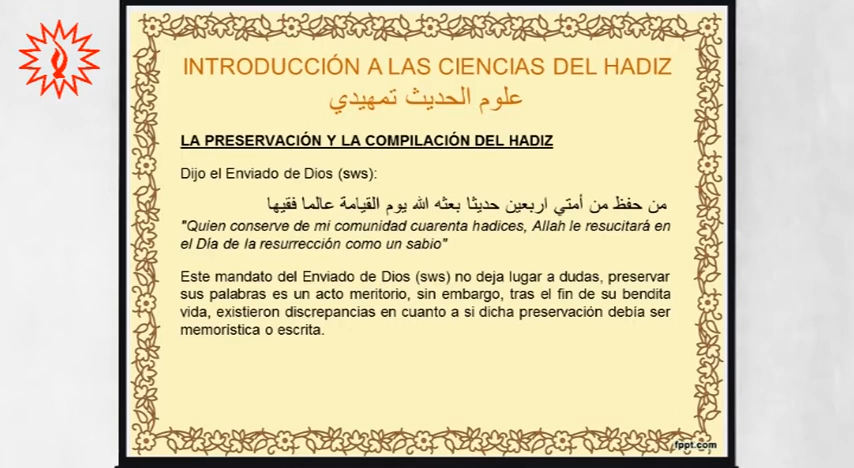 INTRODUCCIÓN A LAS CIENCIAS DEL HADIZ
علوم الحديث تمهيدي
LA PRESERVACIÓN Y LA COMPILACIÓN DEL HADIZ
Dijo el Enviado de Dios (sws):
من حفظ من أمتي اربعين حديثا بعثه الله يوم القيامة عالما فقيها
"Quien conserve de mi comunidad cuarenta hadices, Allah le resucitará en
el Día de la resurrección como un sabio"
Este mandato del Enviado de Dios (sws) no deja lugar a dudas, preservar
sus palabras es un acto meritorio, sin embargo, tras el fin de su bendita
vida, existieron discrepancias en cuanto a si dicha preservación debía ser
memorística o escrita.
fppt.com